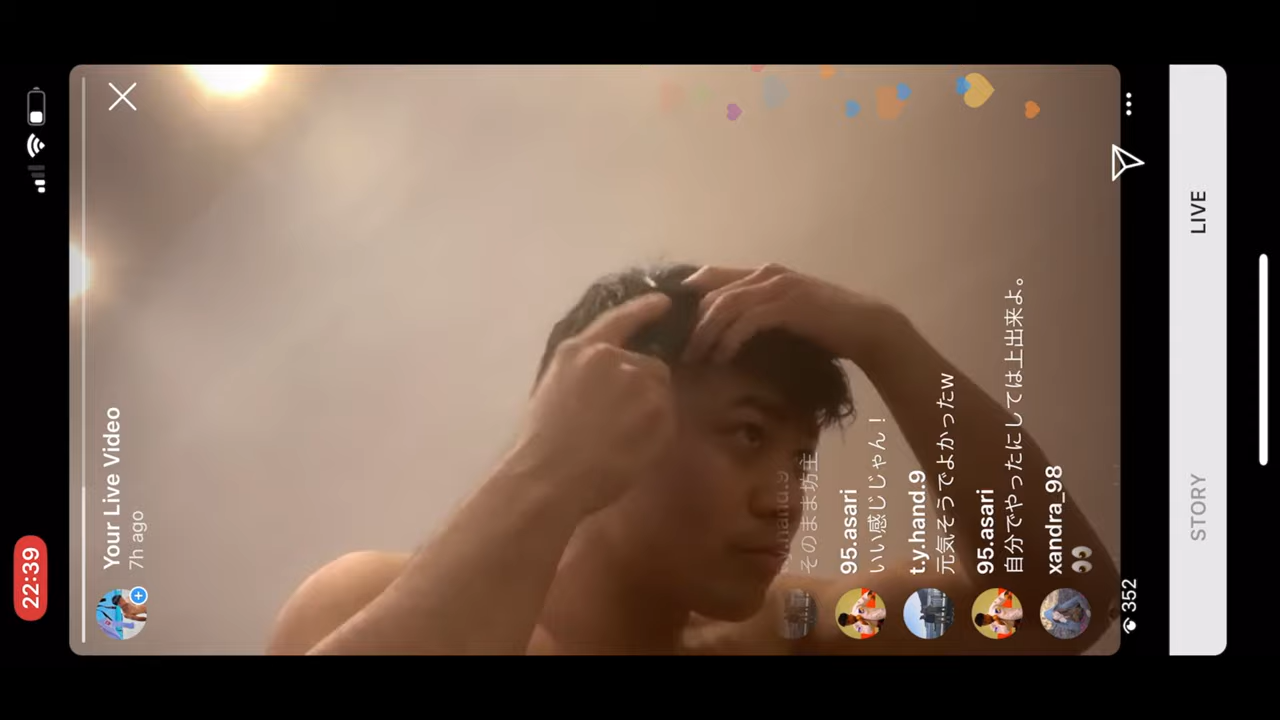 22:39
Your Live Video
7h ago
そのまま坊主
95.asari
いい感じじゃん！
t.y.hand.9
元気そうでよかったw
95.asari
自分でやったにしては上出来よ。
xandra_98
👀
352
STORY
LIVE